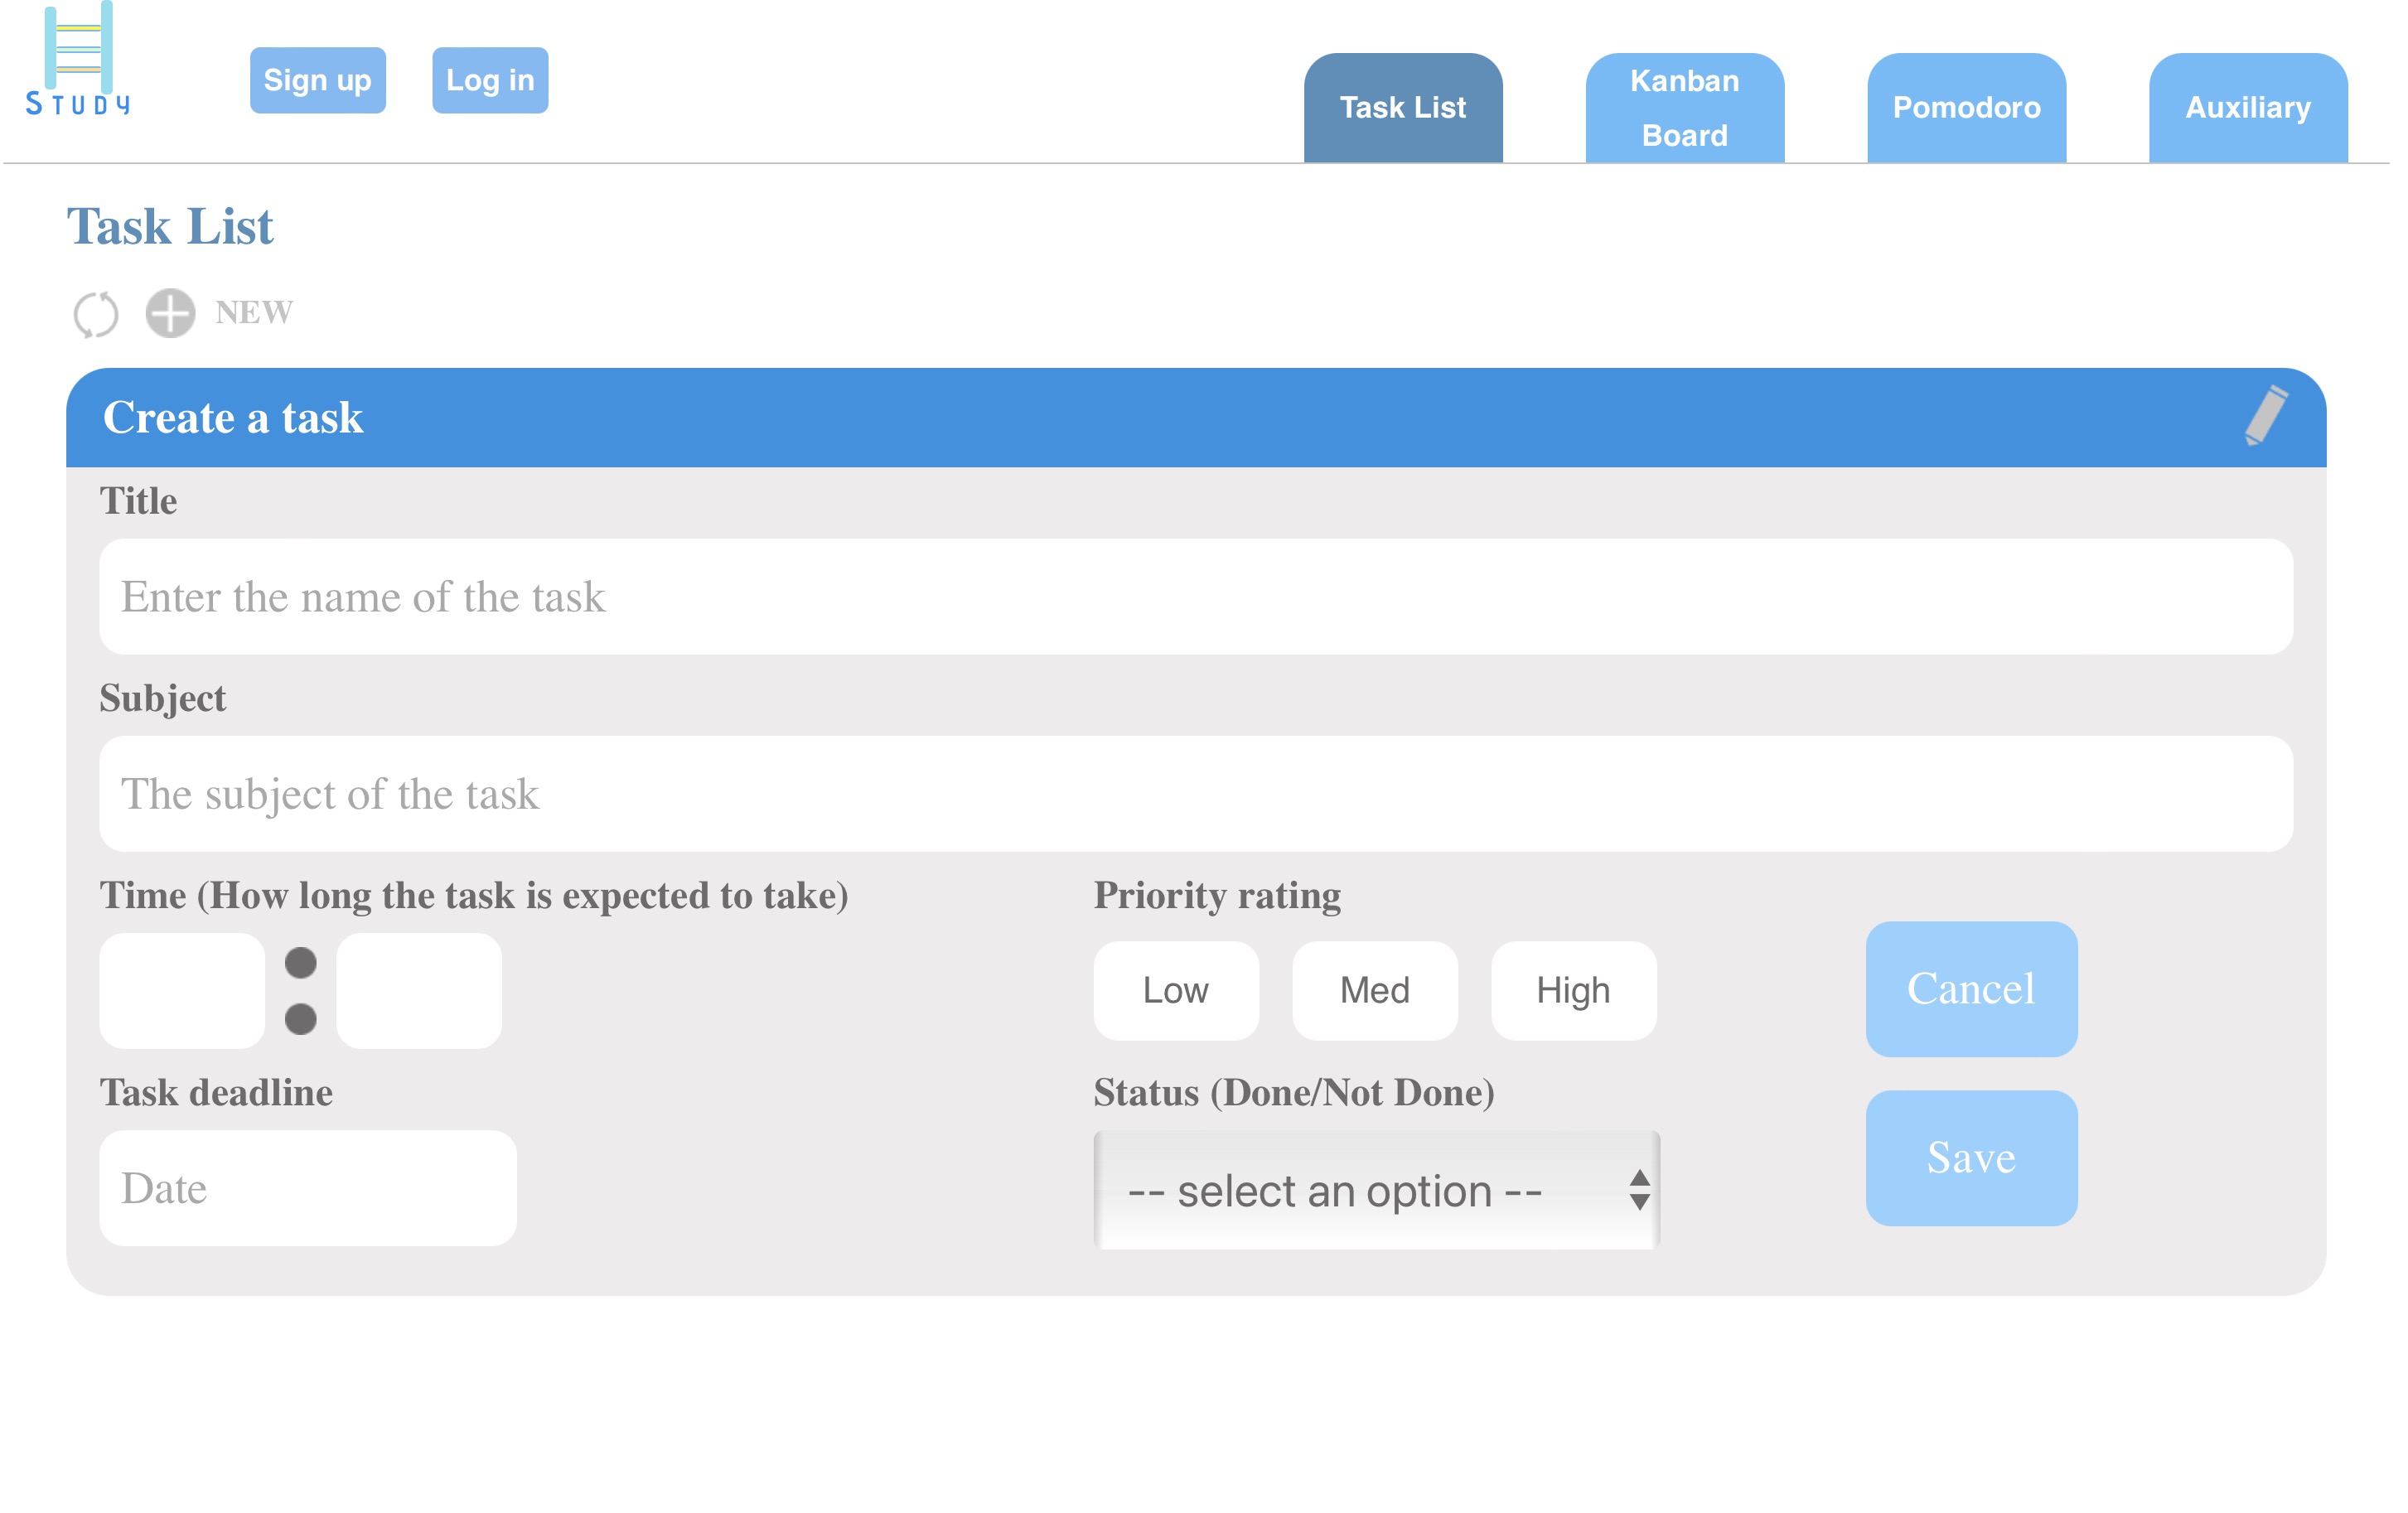 STUDY
Sign up
Log in
Task List
Kanban
Board
Pomodoro
Auxiliary
Task List
NEW
Create a task
Title
Enter the name of the task
Subject
The subject of the task
Time (How long the task is expected to take)
Priority rating
Low
Med
High
Cancel
Task deadline
Status (Done/Not Done)
Date
-- select an option --
Save